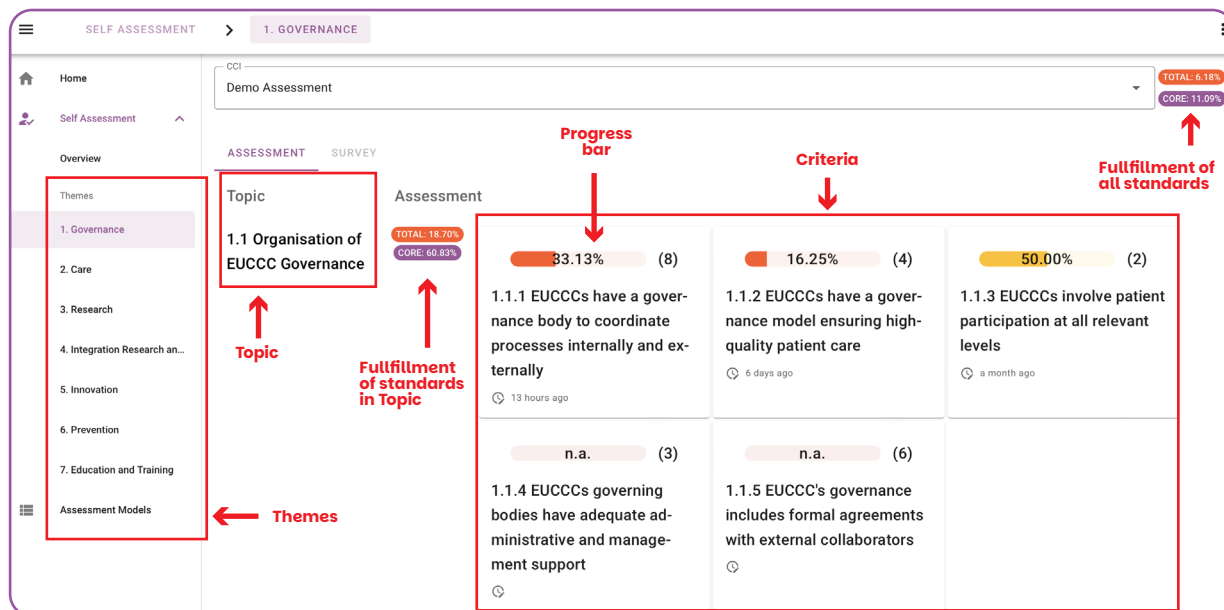 SELF ASSESSMENT
1. GOVERNANCE
Home
Self Assessment
Overview
Themes
1. Governance
2. Care
3. Research
4. Integration Research an...
5. Innovation
6. Prevention
7. Education and Training
Assessment Models
Themes
CCI
Demo Assessment
TOTAL: 6.18%
CORE: 11.09%
Fullfillment of
all standards
ASSESSMENT
SURVEY
Progress
bar
Criteria
Topic
1.1 Organisation of
EUCCC Governance
Topic
Assessment
TOTAL: 18.70%
CORE: 60.83%
Fullfillment
of standards
in Topic
33.13% (8)
1.1.1 EUCCCs have a gover-
nance body to coordinate
processes internally and ex-
ternally
13 hours ago
16.25% (4)
1.1.2 EUCCCs have a gover-
nance model ensuring high-
quality patient care
6 days ago
50.00% (2)
1.1.3 EUCCCs involve patient
participation at all relevant
levels
a month ago
n.a. (3)
1.1.4 EUCCCs governing
bodies have adequate ad-
ministrative and manage-
ment support
n.a. (6)
1.1.5 EUCCC's governance
includes formal agreements
with external collaborators